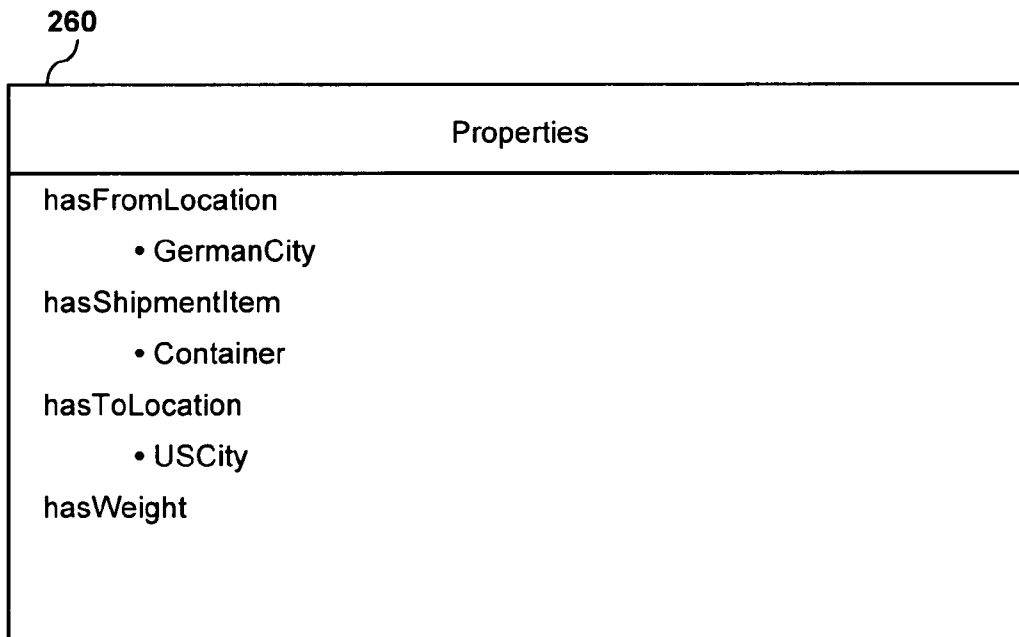 260
Properties
hasFromLocation
• GermanCity
hasShipmentItem
• Container
hasToLocation
• USCity
hasWeight